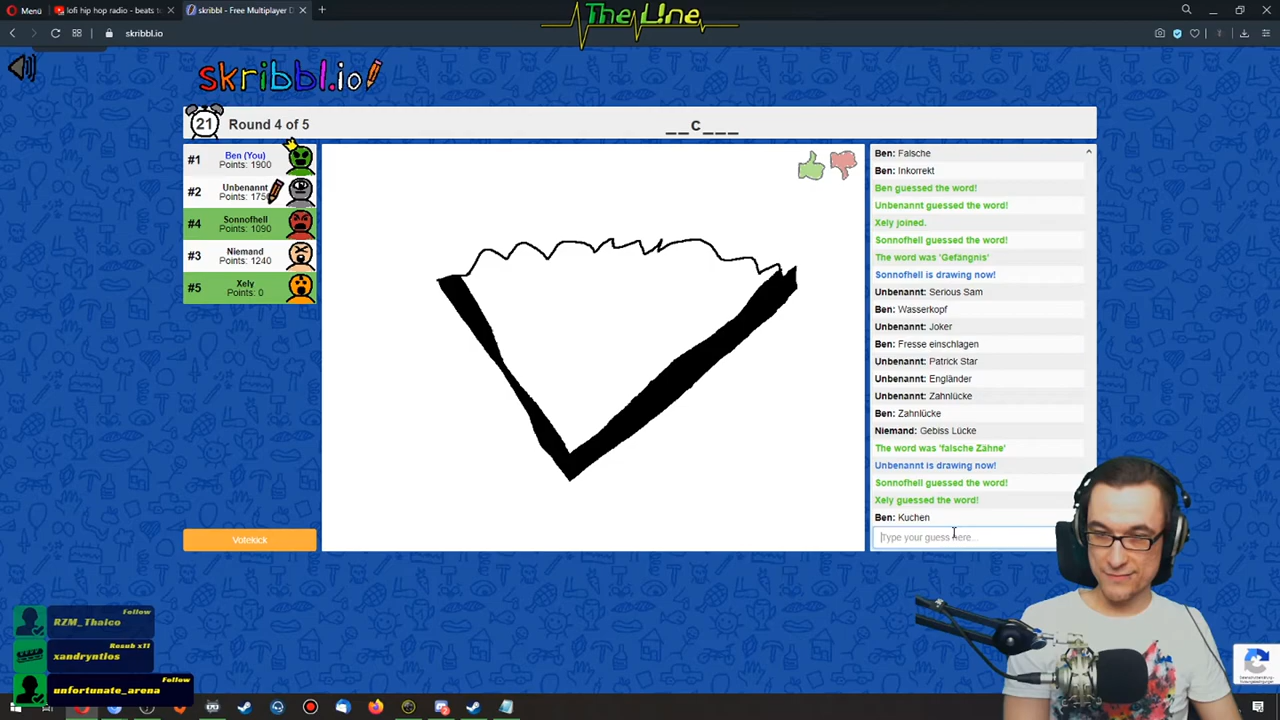 Menü
lofi hip hop radio - beats to
skribbl - Free Multiplayer D
The L!ne
skribbl.io
skribbl.io
21
Round 4 of 5
__c___
#1
Ben (You)
Points: 1900
#2
Unbenannt
#4
Sonnofhell
Points: 1090
#3
Niemand
Points: 1240
#5
Xely
Points: 0
Votekick
Ben: Falsche
Ben: Inkorrekt
Ben guessed the word!
Unbenannt guessed the word!
Xely joined.
Sonnofhell guessed the word!
The word was 'Gefängnis'
Sonnofhell is drawing now!
Unbenannt: Serious Sam
Ben: Wasserkopf
Unbenannt: Joker
Ben: Fresse einschlagen
Unbenannt: Patrick Star
Unbenannt: Engländer
Unbenannt: Zahnlücke
Ben: Zahnlücke
Niemand: Gebiss Lücke
The word was 'falsche Zähne'
Unbenannt is drawing now!
Sonnofhell guessed the word!
Xely guessed the word!
Ben: Kuchen
Type your guess here...
Follow
RZM_Thaico
Resub x11
xandryntios
Follow
unfortunate_arena